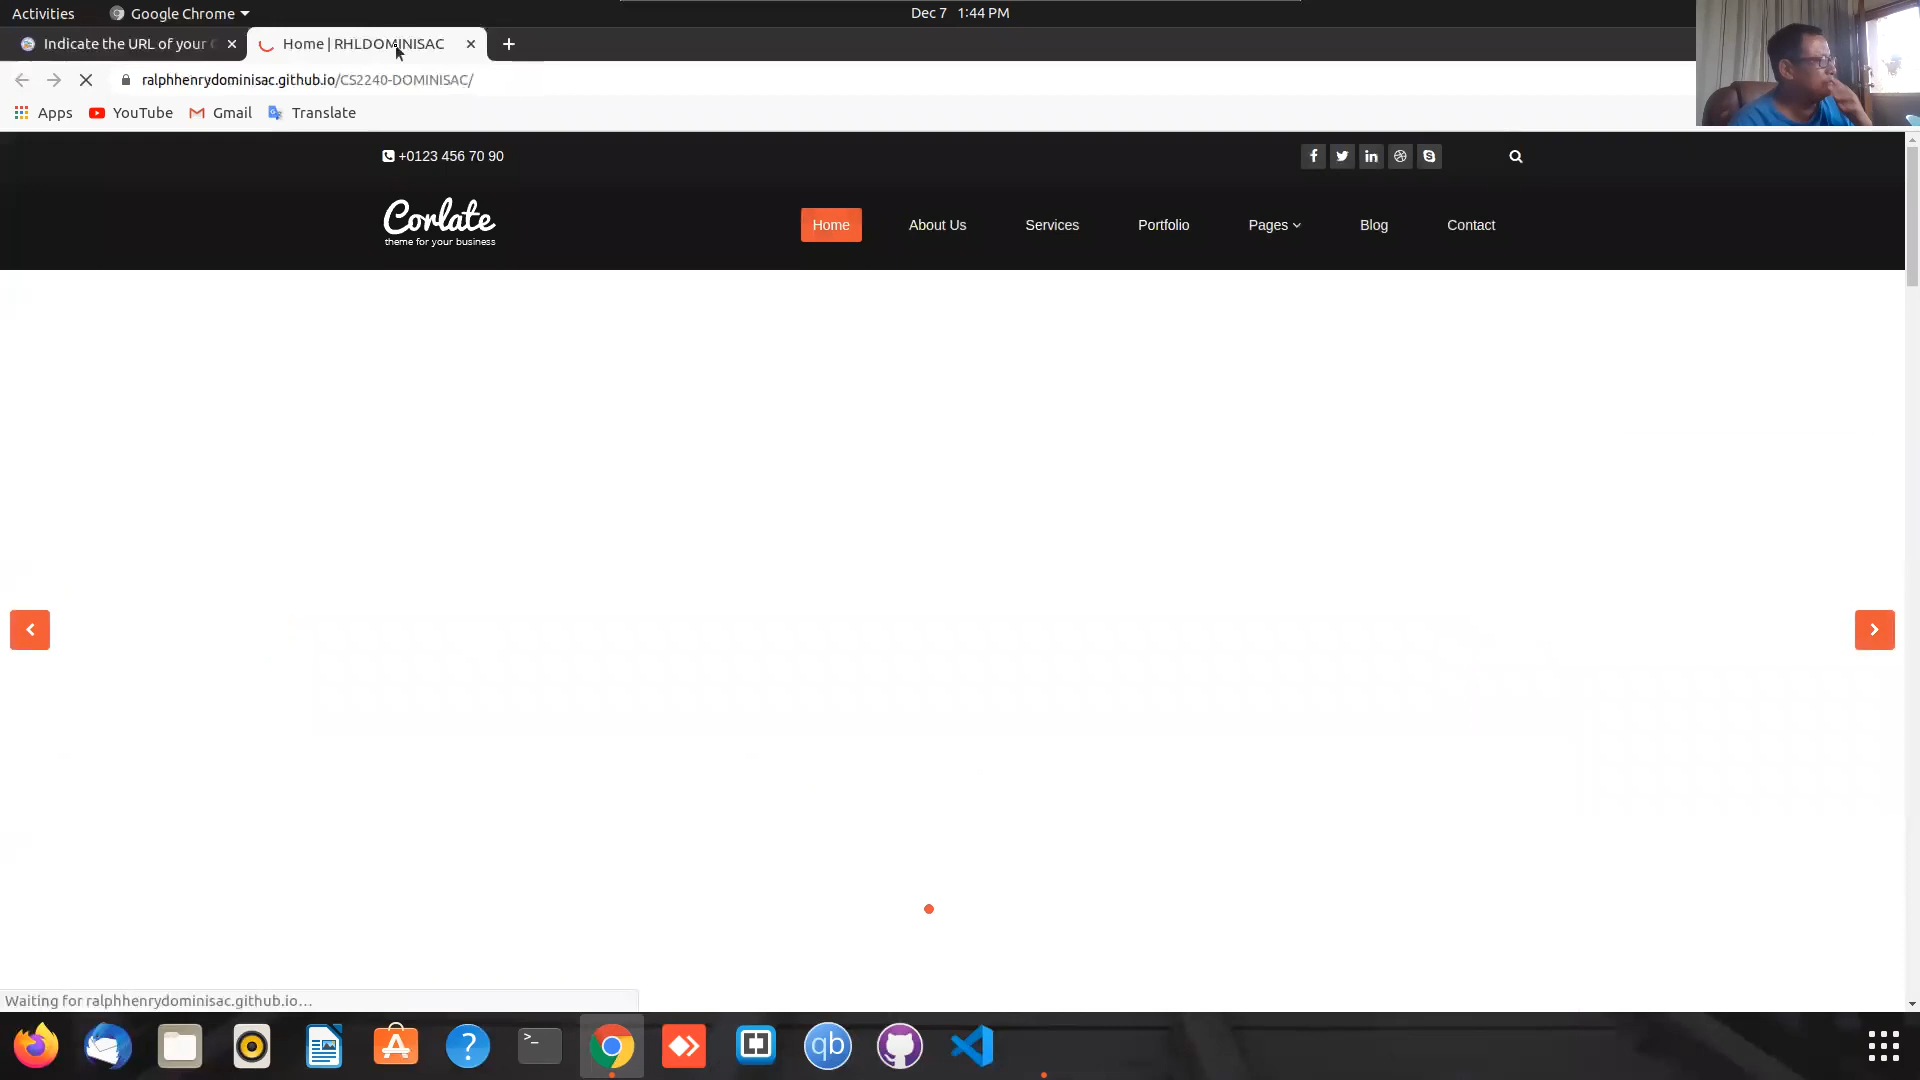 Activities
Google Chrome
Dec 7 1:44 PM
Indicate the URL of your
Home | RHLDOMINISAC
ralphhenrydominisac.github.io/CS2240-DOMINISAC/
Apps
YouTube
Gmail
Translate
+0123 456 70 90
Corlate
theme for your business
Home
About Us
Services
Portfolio
Pages
Blog
Contact
Waiting for ralphhenrydominisac.github.io...